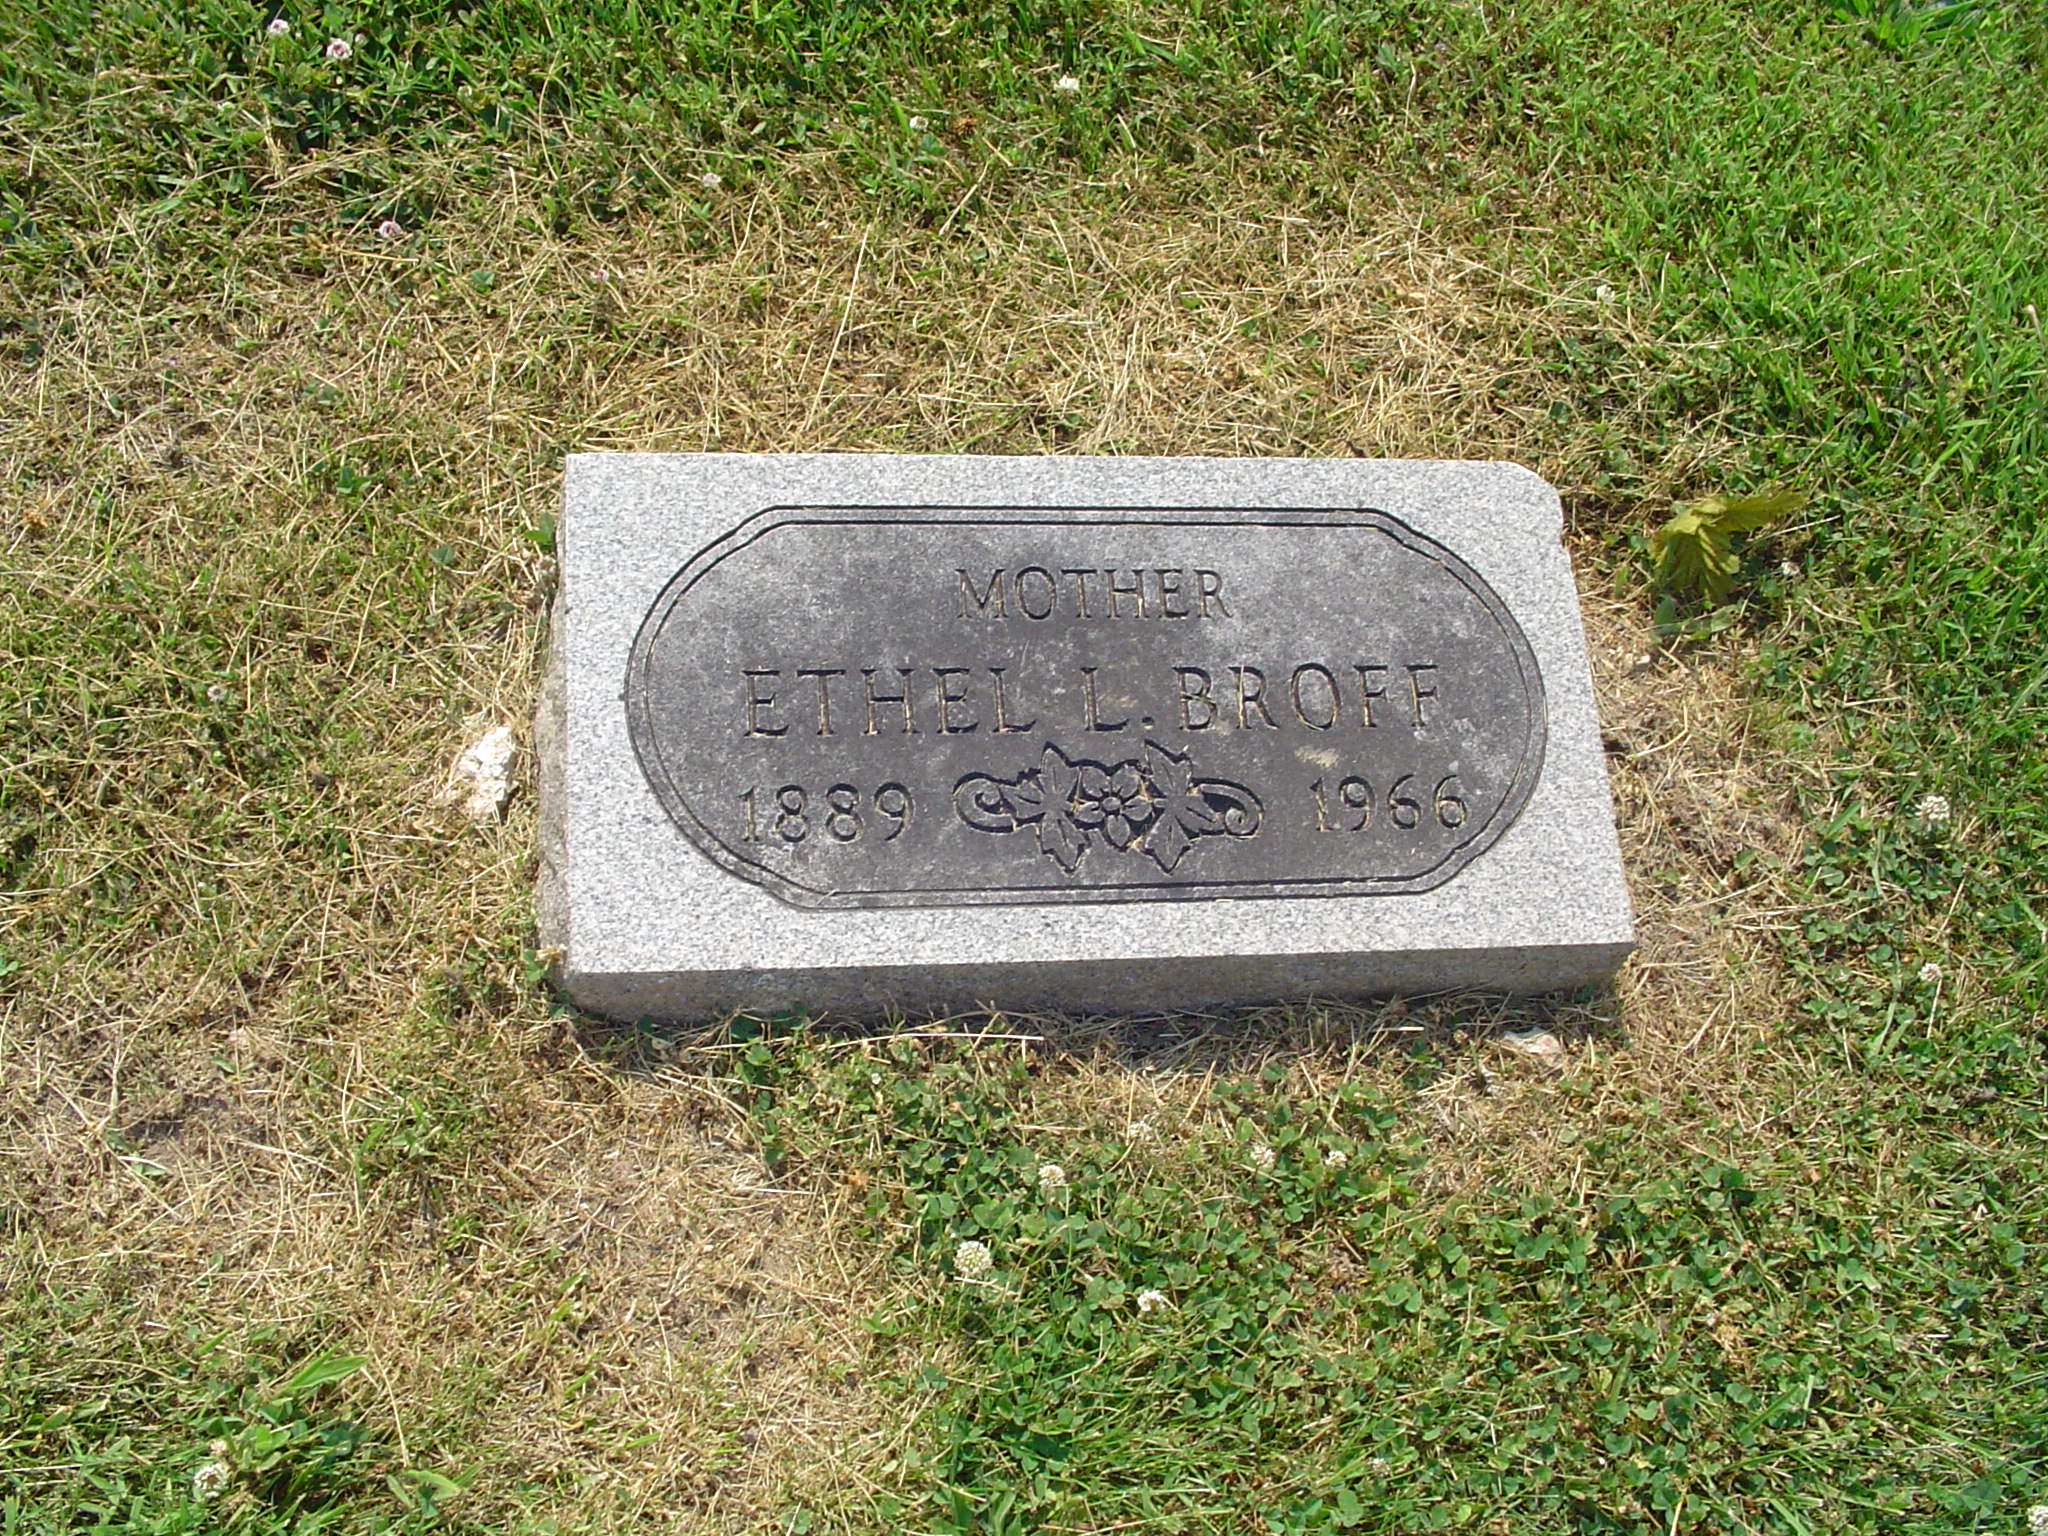 MOTHER
ETHEL L. BROFF
1889 1966